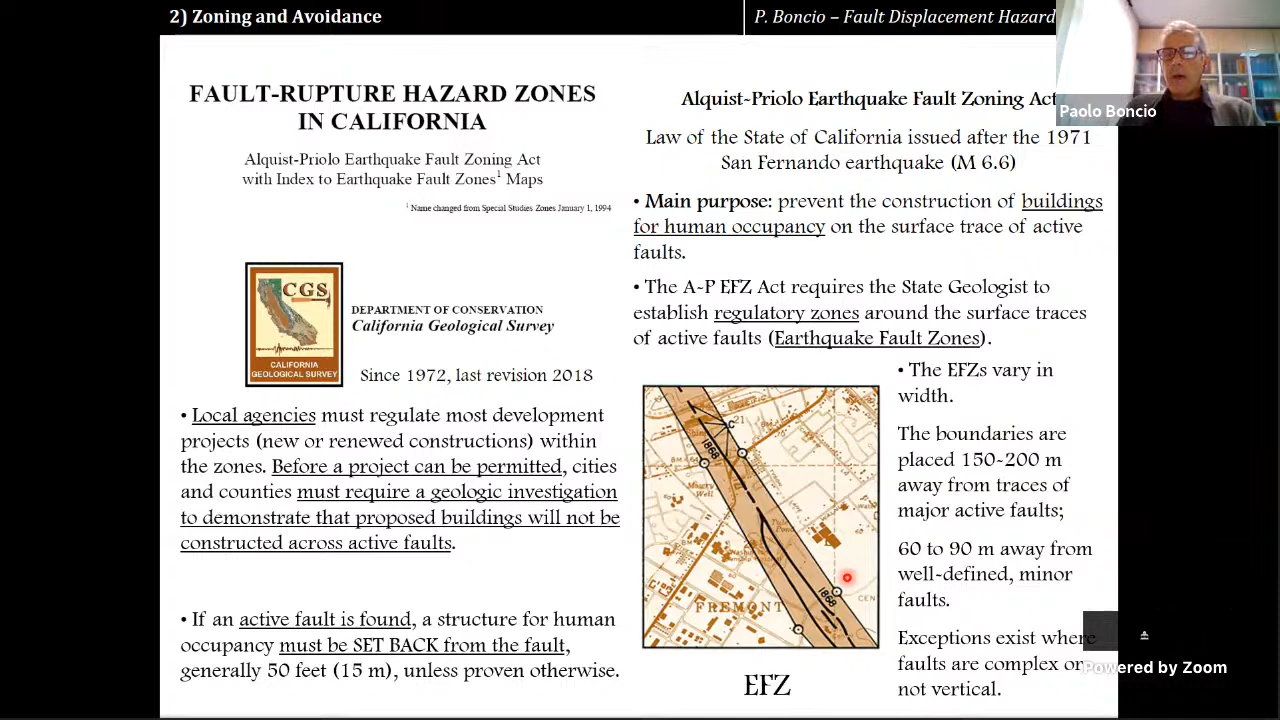 2) Zoning and Avoidance
P. Boncio – Fault Displacement Hazard
Paolo Boncio
FAULT-RUPTURE HAZARD ZONES
IN CALIFORNIA
Alquist-Priolo Earthquake Fault Zoning Act
with Index to Earthquake Fault Zones¹ Maps
¹ Name changed from Special Studies Zones January 1, 1994
CGS
CALIFORNIA
GEOLOGICAL SURVEY
DEPARTMENT OF CONSERVATION
California Geological Survey
Since 1972, last revision 2018
• Local agencies must regulate most development
projects (new or renewed constructions) within
the zones. Before a project can be permitted, cities
and counties must require a geologic investigation
to demonstrate that proposed buildings will not be
constructed across active faults.
• If an active fault is found, a structure for human
occupancy must be SET BACK from the fault,
generally 50 feet (15 m), unless proven otherwise.
Alquist-Priolo Earthquake Fault Zoning Act
Law of the State of California issued after the 1971
San Fernando earthquake (M 6.6)
• Main purpose: prevent the construction of buildings
for human occupancy on the surface trace of active
faults.
• The A-P EFZ Act requires the State Geologist to
establish regulatory zones around the surface traces
of active faults (Earthquake Fault Zones).
21
C
1868
Well
1868
CEN
FREMONT
EFZ
• The EFZs vary in
width.
The boundaries are
placed 150-200 m
away from traces of
major active faults;
60 to 90 m away from
well-defined, minor
faults.
Exceptions exist where
faults are complex or
not vertical.
Powered by Zoom